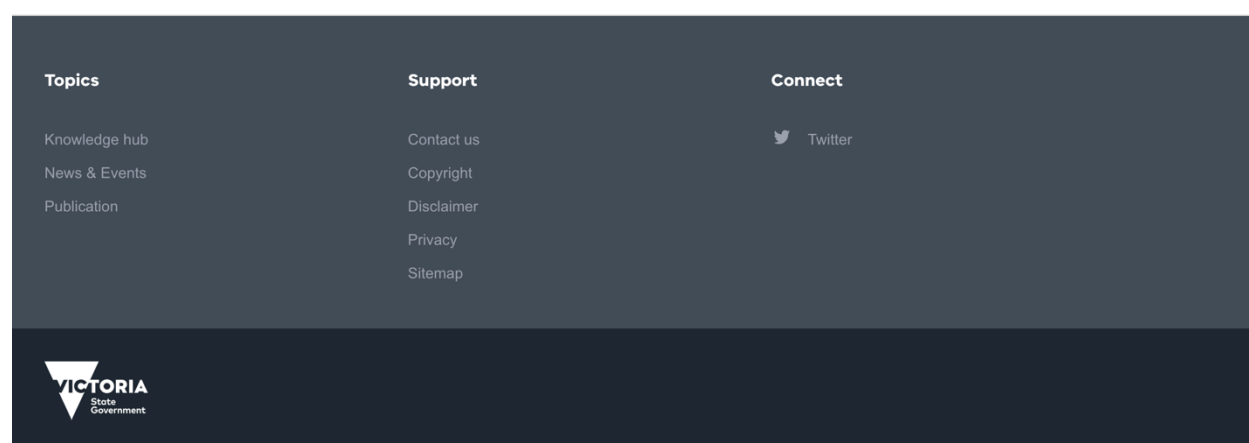 Topics
Knowledge hub
News & Events
Publication
Support
Contact us
Copyright
Disclaimer
Privacy
Sitemap
Connect
Twitter
VICTORIA
State
Government